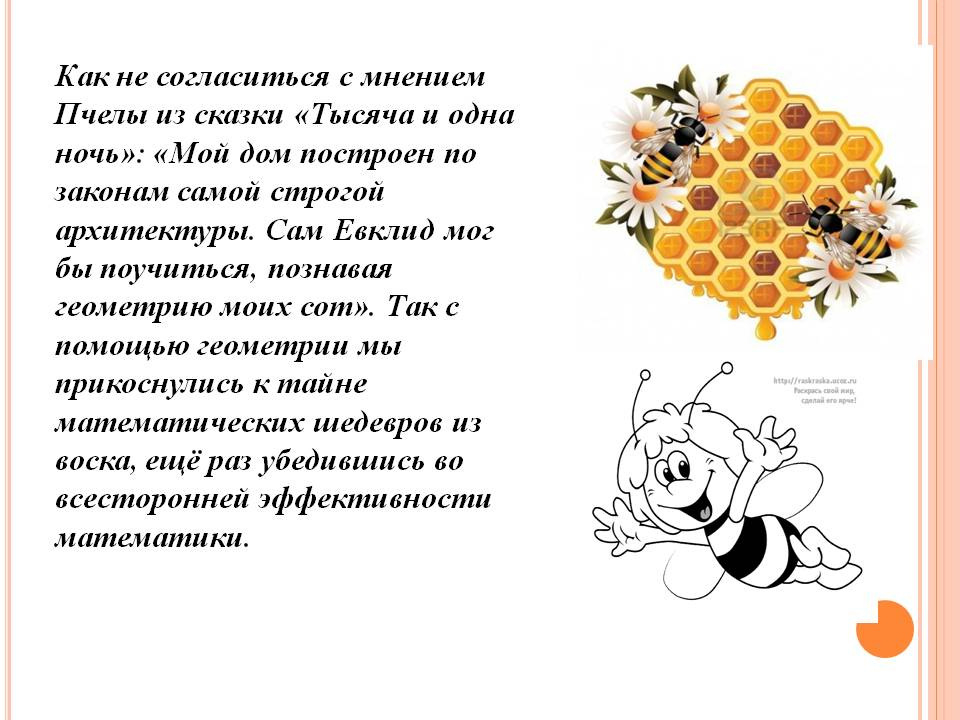 Как не согласиться с мнением
Пчелы из сказки «Тысяча и одна
ночь»: «Мой дом построен по
законам самой строгой
архитектуры. Сам Евклид мог
бы поучиться, познавая
геометрию моих сот». Так с
помощью геометрии мы
прикоснулись к тайне
математических шедевров из
воска, ещё раз убедившись во
всесторонней эффективности
математики.
123RF
http://raskraska.ucoz.ru
Раскрась свой мир,
сделай его ярче!